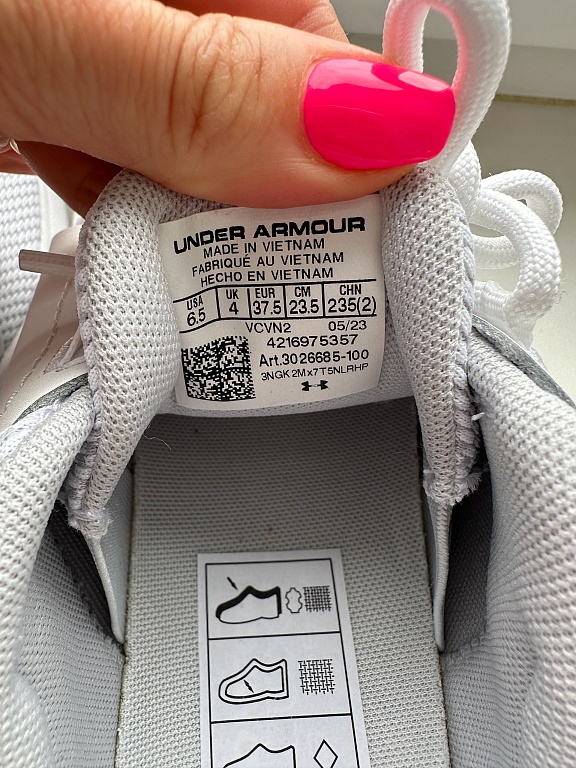 UNDER ARMOUR
MADE IN VIETNAM
FABRIQUÉ AU VIETNAM
HECHO EN VIETNAM
USA UK EUR CM CHN
6.5 4 37.5 23.5 235(2)
VCVN2 05/23
4216975357
Art.3026685-100
3NGK2Mx7T5NLRHP